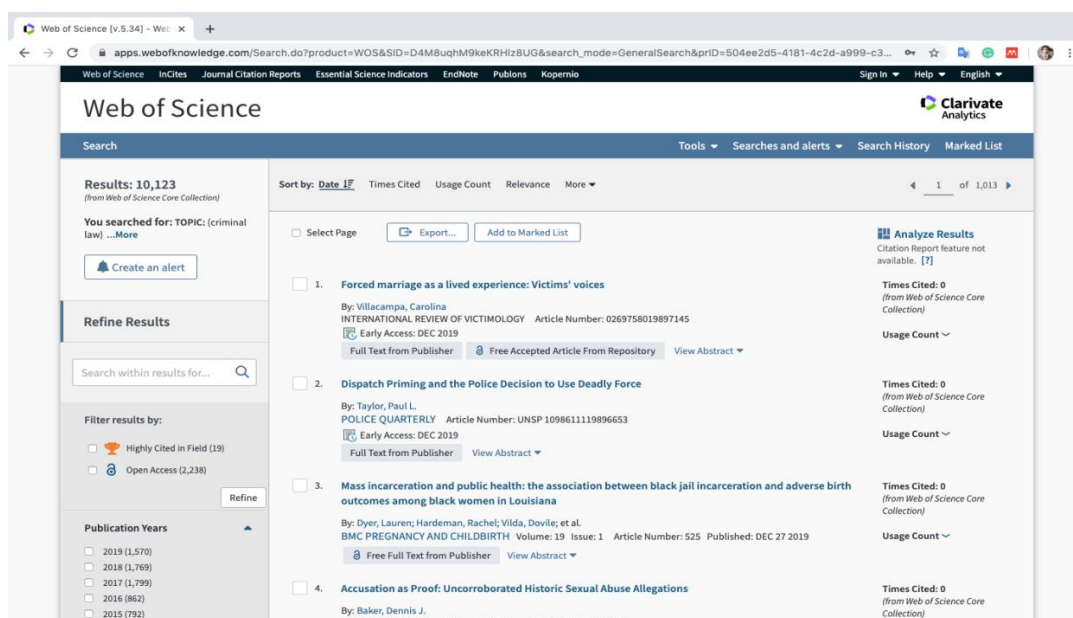 Web of Science [v.5.34] - Web
apps.webofknowledge.com/Search.do?product=WOS&SID=D4M8uqhM9keKRHIz8UG&search_mode=GeneralSearch&prID=504ee2d5-4181-4c2d-a999-c3...
Web of Science InCites Journal Citation Reports Essential Science Indicators EndNote Publons Kopernio Sign In Help English
Web of Science
Clarivate
Analytics
Search Tools Searches and alerts Search History Marked List
Results: 10,123
(from Web of Science Core Collection)
You searched for: TOPIC: (criminal
law) ...More
Create an alert
Refine Results
Search within results for...
Filter results by:
Highly Cited in Field (19)
Open Access (2,238)
Refine
Publication Years
2019 (1,570)
2018 (1,769)
2017 (1,799)
2016 (862)
2015 (792)
Sort by: Date Times Cited Usage Count Relevance More
1 of 1,013
Select Page Export... Add to Marked List
Analyze Results
Citation Report feature not
available. [?]
1. Forced marriage as a lived experience: Victims' voices
By: Villacampa, Carolina
INTERNATIONAL REVIEW OF VICTIMOLOGY Article Number: 0269758019897145
Early Access: DEC 2019
Full Text from Publisher Free Accepted Article From Repository View Abstract
Times Cited: 0
(from Web of Science Core
Collection)
Usage Count
2. Dispatch Priming and the Police Decision to Use Deadly Force
By: Taylor, Paul L.
POLICE QUARTERLY Article Number: UNSP 1098611119896653
Early Access: DEC 2019
Full Text from Publisher View Abstract
Times Cited: 0
(from Web of Science Core
Collection)
Usage Count
3. Mass incarceration and public health: the association between black jail incarceration and adverse birth
outcomes among black women in Louisiana
By: Dyer, Lauren; Hardeman, Rachel; Vilda, Dovile; et al.
BMC PREGNANCY AND CHILDBIRTH Volume: 19 Issue: 1 Article Number: 525 Published: DEC 27 2019
Free Full Text from Publisher View Abstract
Times Cited: 0
(from Web of Science Core
Collection)
Usage Count
4. Accusation as Proof: Uncorroborated Historic Sexual Abuse Allegations
By: Baker, Dennis J.
Times Cited: 0
(from Web of Science Core
Collection)